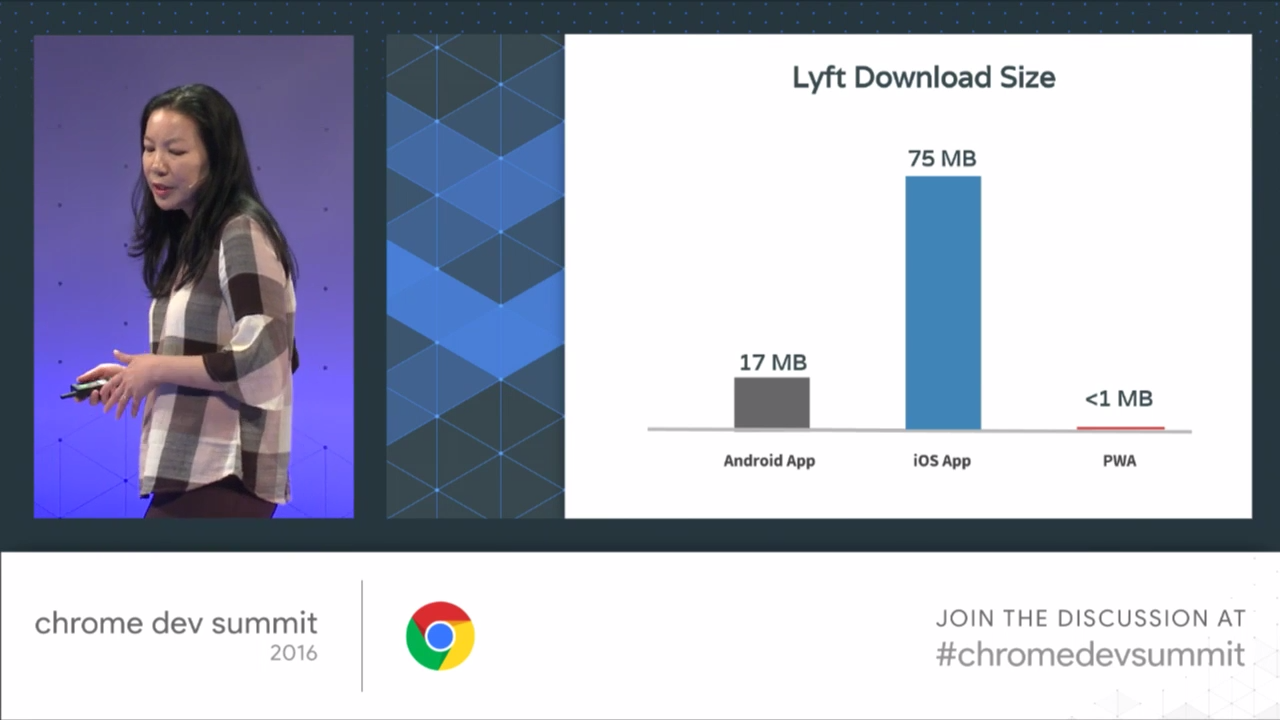 Lyft Download Size
75 MB
17 MB
<1 MB
Android App
iOS App
PWA
chrome dev summit
2016
JOIN THE DISCUSSION AT
#chromedevsummit